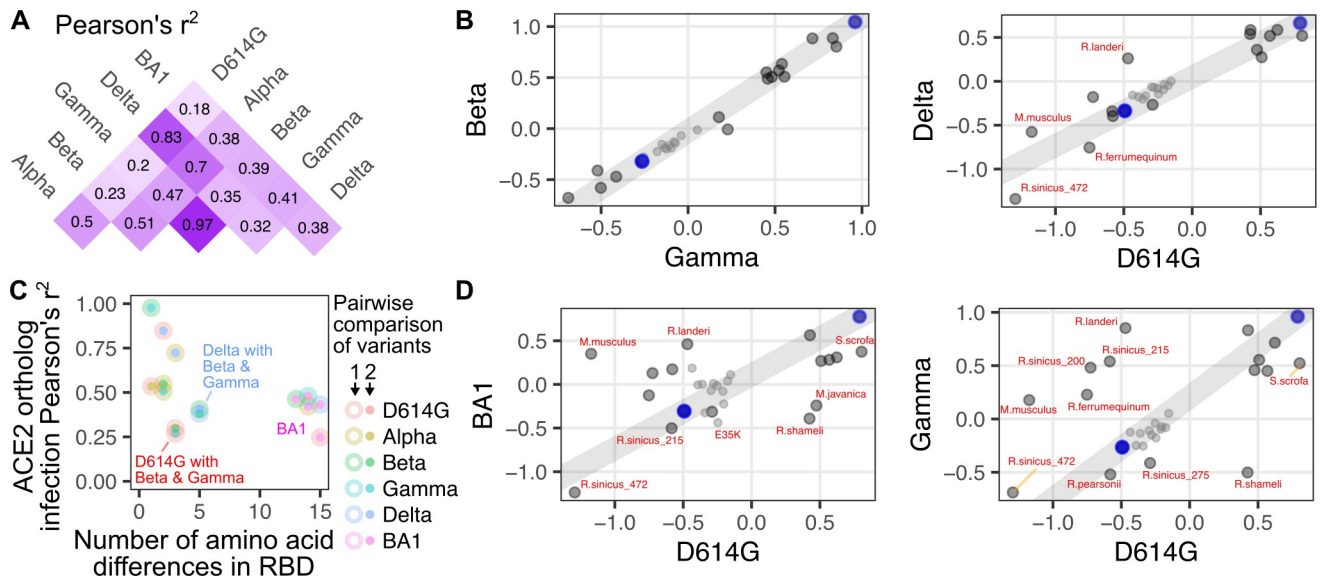 A
Pearson's r²
BA1
D614G
Delta
Alpha
Gamma
Beta
Beta
Gamma
Alpha
Delta
0.18
0.83
0.38
0.2
0.7
0.39
0.23
0.47
0.35
0.41
0.5
0.51
0.97
0.32
0.38
B
Beta
1.0
0.5
0.0
−0.5
−0.5
0.0
0.5
1.0
Gamma
Delta
0.5
0.0
−0.5
−1.0
R.landeri
M.musculus
R.ferrumequinum
R.sinicus_472
−1.0
−0.5
0.0
0.5
D614G
C
ACE2 ortholog
infection Pearson's r²
1.00
0.75
0.50
0.25
0.00
Delta with
Beta &
Gamma
BA1
D614G with
Beta & Gamma
0
5
10
15
Number of amino acid
differences in RBD
Pairwise
comparison
of variants
1 2
D614G
Alpha
Beta
Gamma
Delta
BA1
D
BA1
0.5
0.0
−0.5
−1.0
R.landeri
M.musculus
S.scrofa
M.javanica
R.sinicus_215
E35K
R.shameli
R.sinicus_472
−1.0
−0.5
0.0
0.5
D614G
Gamma
1.0
0.5
0.0
−0.5
R.landeri
R.sinicus_200
R.sinicus_215
S.scrofa
M.musculus
R.ferrumequinum
R.sinicus_472
R.pearsonii
R.sinicus_275
R.shameli
−1.0
−0.5
0.0
0.5
D614G